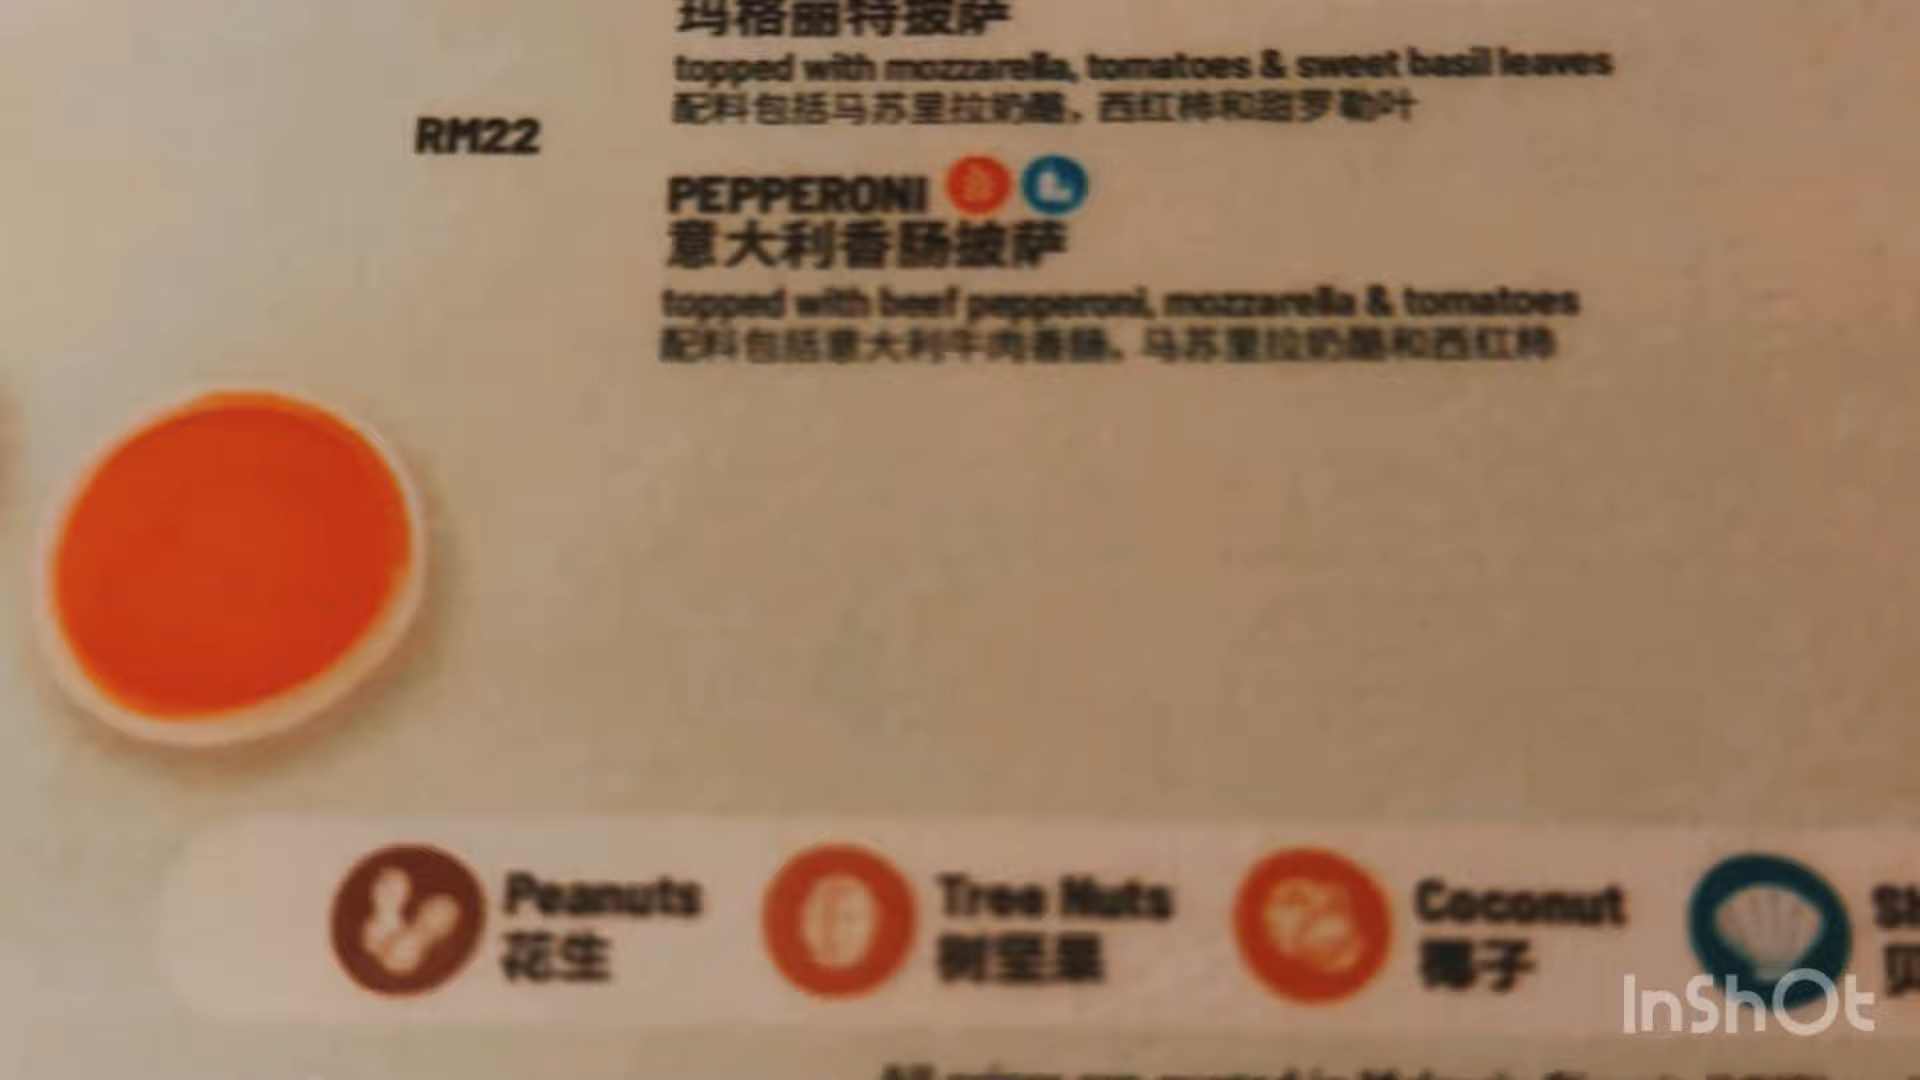 玛格丽特披萨
topped with mozzarella, tomatoes & sweet basil leaves
配料包括马苏里拉奶酪，西红柿和甜罗勒叶
RM22
PEPPERONI
意大利香肠披萨
topped with beef pepperoni, mozzarella & tomatoes
配料包括意大利牛肉香肠，马苏里拉奶酪和西红柿
Peanuts
花生
Tree Nuts
树坚果
Coconut
椰子
InShOt